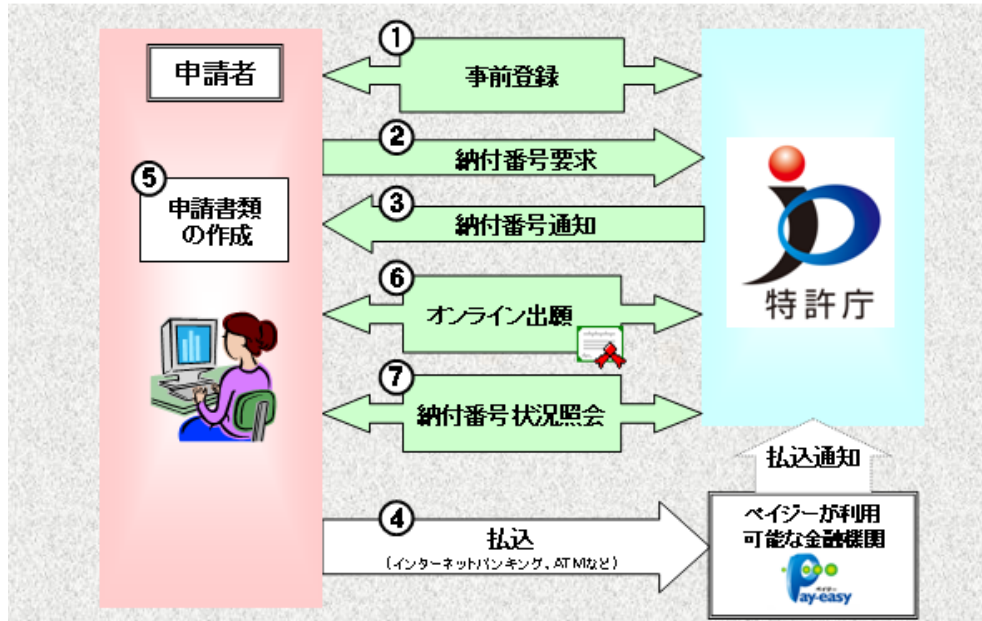 申請者
①
事前登録
②
納付番号要求
③
納付番号通知
⑤
申請書類
の作成
⑥
オンライン出願
⑦
納付番号状況照会
特許庁
払込通知
④
払込
(インターネットバンキング、ATMなど)
ペイジーが利用
可能な金融機関
ペイジー
Pay-easy